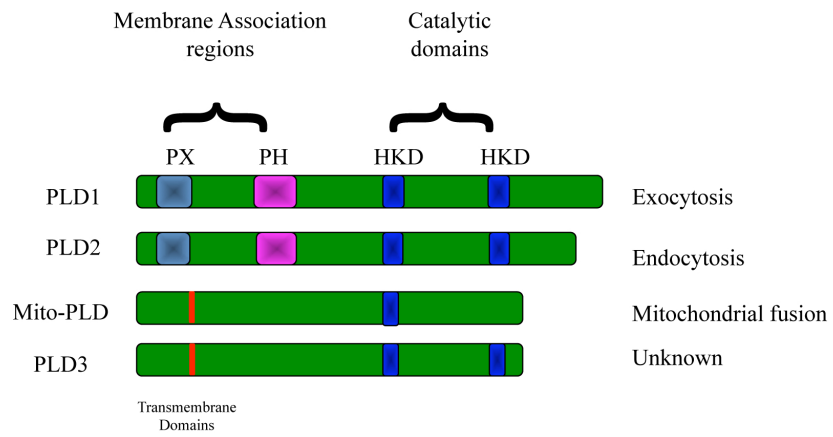 Membrane Association
regions
Catalytic
domains
PX
PH
HKD
HKD
PLD1
Exocytosis
PLD2
Endocytosis
Mito-PLD
Mitochondrial fusion
PLD3
Unknown
Transmembrane
Domains